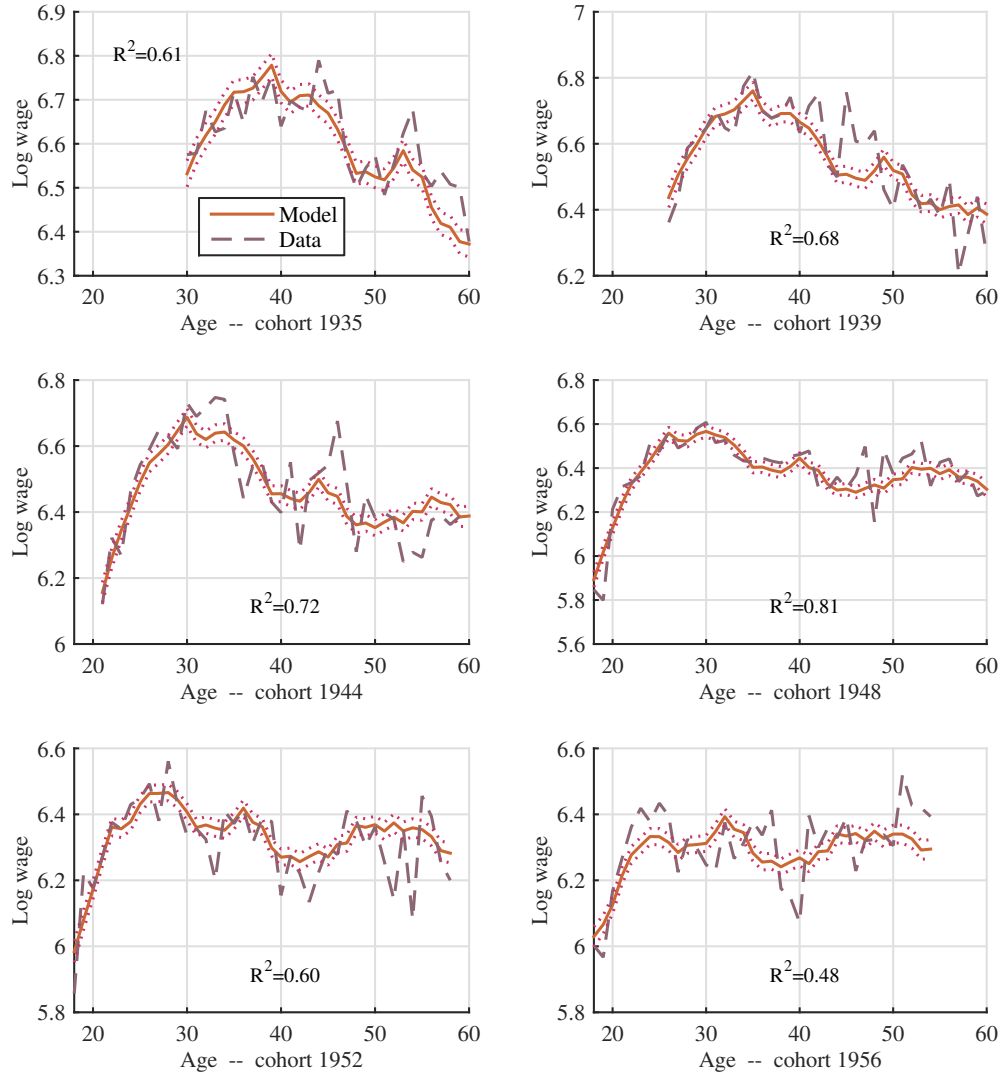 6.9
6.7
6.5
6.3
Log wage
R²=0.61
Model
Data
20 30 40 50 60
Age -- cohort 1935
7
6.8
6.6
6.4
6.2
Log wage
R²=0.68
20 30 40 50 60
Age -- cohort 1939
6.8
6.6
6.4
6.2
6
Log wage
R²=0.72
20 30 40 50 60
Age -- cohort 1944
6.8
6.6
6.4
6.2
6
5.8
5.6
Log wage
R²=0.81
20 30 40 50 60
Age -- cohort 1948
6.6
6.4
6.2
6
5.8
Log wage
R²=0.60
20 30 40 50 60
Age -- cohort 1952
6.6
6.4
6.2
6
5.8
Log wage
R²=0.48
20 30 40 50 60
Age -- cohort 1956